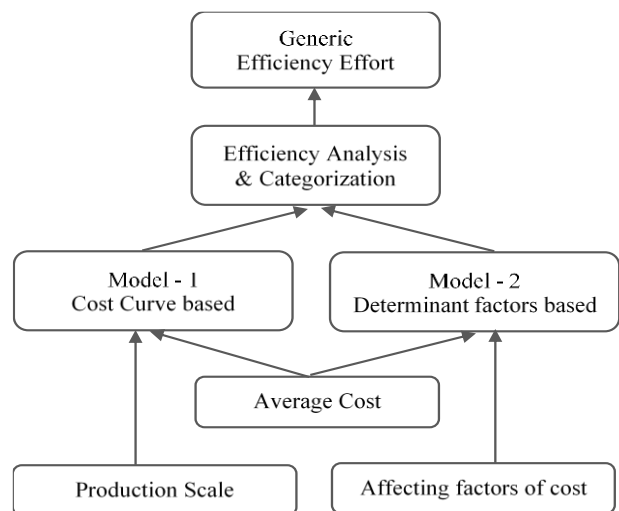 Generic
Efficiency Effort
Efficiency Analysis
& Categorization
Model - 1
Cost Curve based
Model - 2
Determinant factors based
Average Cost
Production Scale
Affecting factors of cost